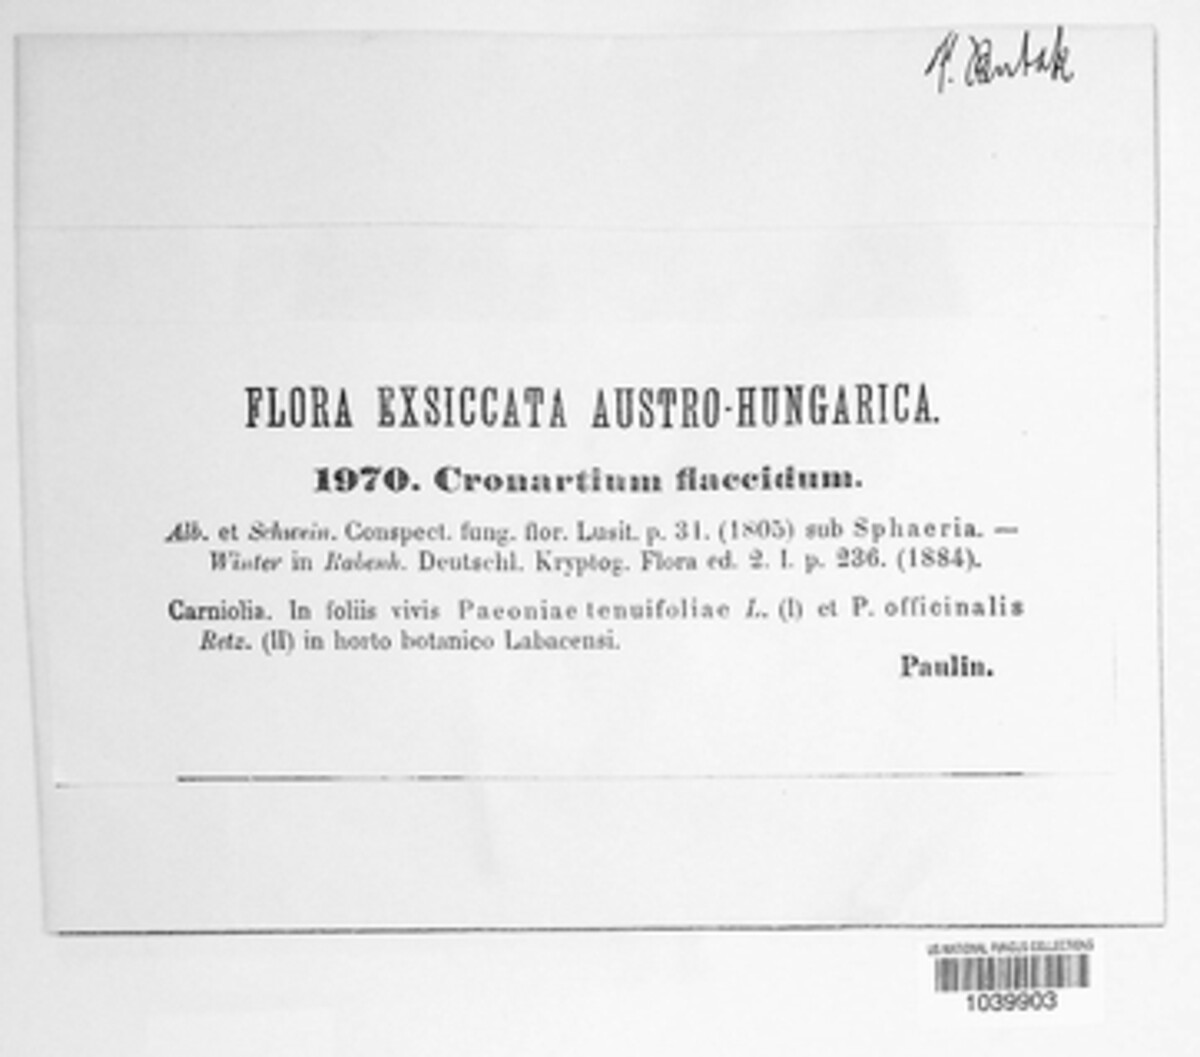 FLORA EXSICCATA AUSTRO-HUNGARICA.
1970. Cronartium flaccidum.
Alb. et Schwein. Conspect. fung. flor. Lusit. p. 31. (1805) sub Sphaeria. —
Winter in Rabenh. Deutschl. Kryptog. Flora ed. 2. I. p. 236. (1884).
Carniolia. In foliis vivis Paeoniae tenuifoliae L. (I) et P. officinalis
Retz. (II) in horto botanico Labacensi.
Paulin.
US NATIONAL FUNGUS COLLECTIONS
1039903